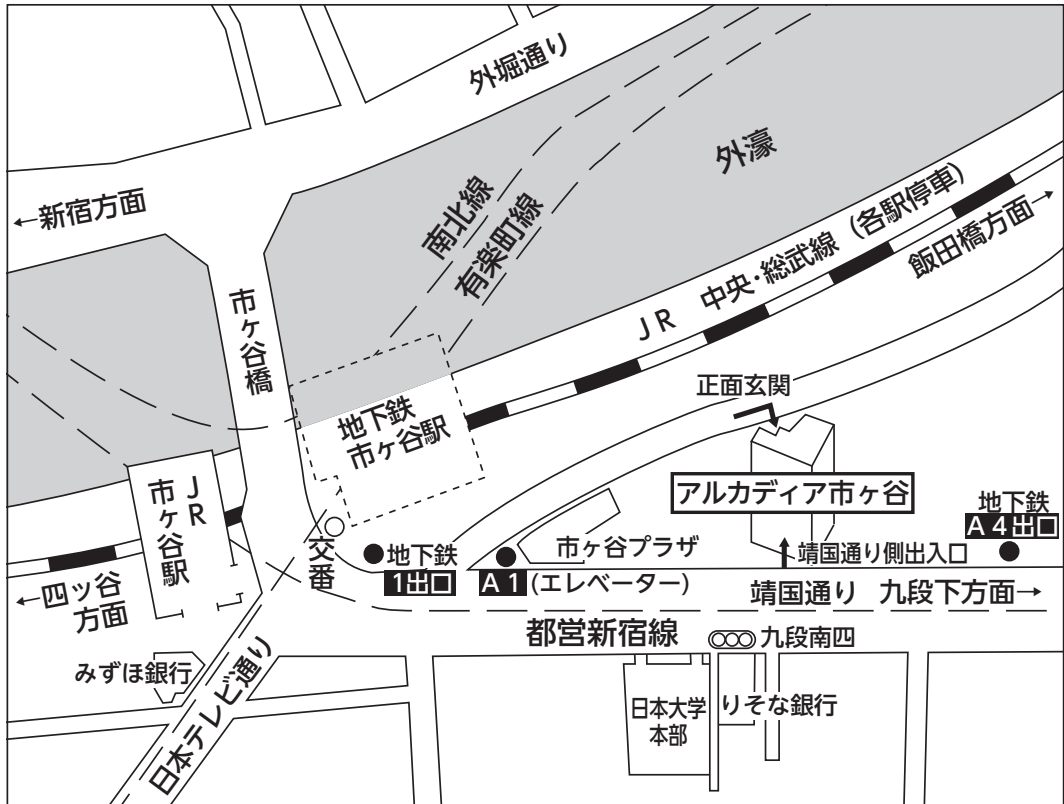 外堀通り
外濠
←新宿方面
南北線
有楽町線
JR 中央・総武線（各駅停車）
飯田橋方面→
市ヶ谷橋
正面玄関
地下鉄
市ヶ谷駅
アルカディア市ヶ谷
JR
市ヶ谷駅
地下鉄
A4出口
交番
地下鉄
1出口
A1(エレベーター)
市ヶ谷プラザ
靖国通り側出入口
←四ッ谷
方面
靖国通り 九段下方面→
都営新宿線
九段南四
みずほ銀行
日本テレビ通り
日本大学
本部
りそな銀行